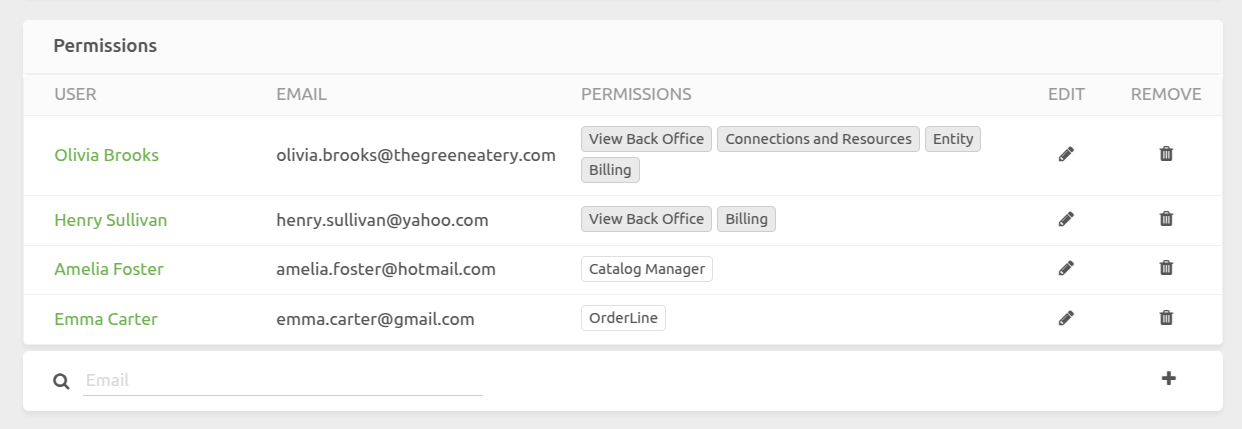 Permissions
USER EMAIL PERMISSIONS EDIT REMOVE
Olivia Brooks olivia.brooks@thegreeneatery.com View Back Office Connections and Resources Entity
Billing
Henry Sullivan henry.sullivan@yahoo.com View Back Office Billing
Amelia Foster amelia.foster@hotmail.com Catalog Manager
Emma Carter emma.carter@gmail.com OrderLine
Email